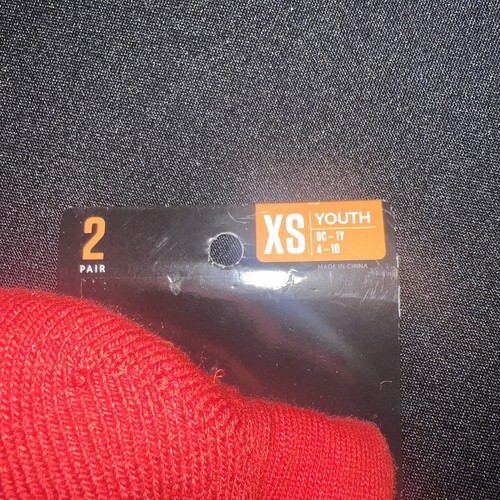 2
PAIR
XS
YOUTH
9C – 1Y
4 – 10
MADE IN CHINA